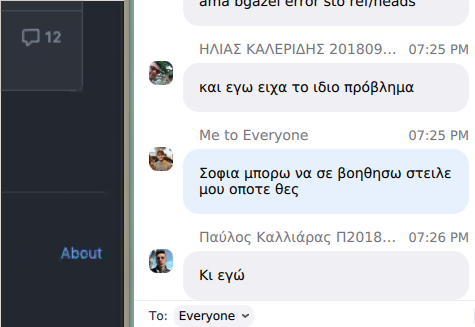 12
About
αμα bgazei error sto ref/heads
ΗΛΙΑΣ ΚΑΛΕΡΙΔΗΣ 201809... 07:25 PM
και εγω ειχα το ιδιο πρόβλημα
Me to Everyone 07:25 PM
Σοφια μπορω να σε βοηθησω στειλε
μου οποτε θες
Παύλος Καλλιάρας Π2018... 07:26 PM
Κι εγώ
To: Everyone